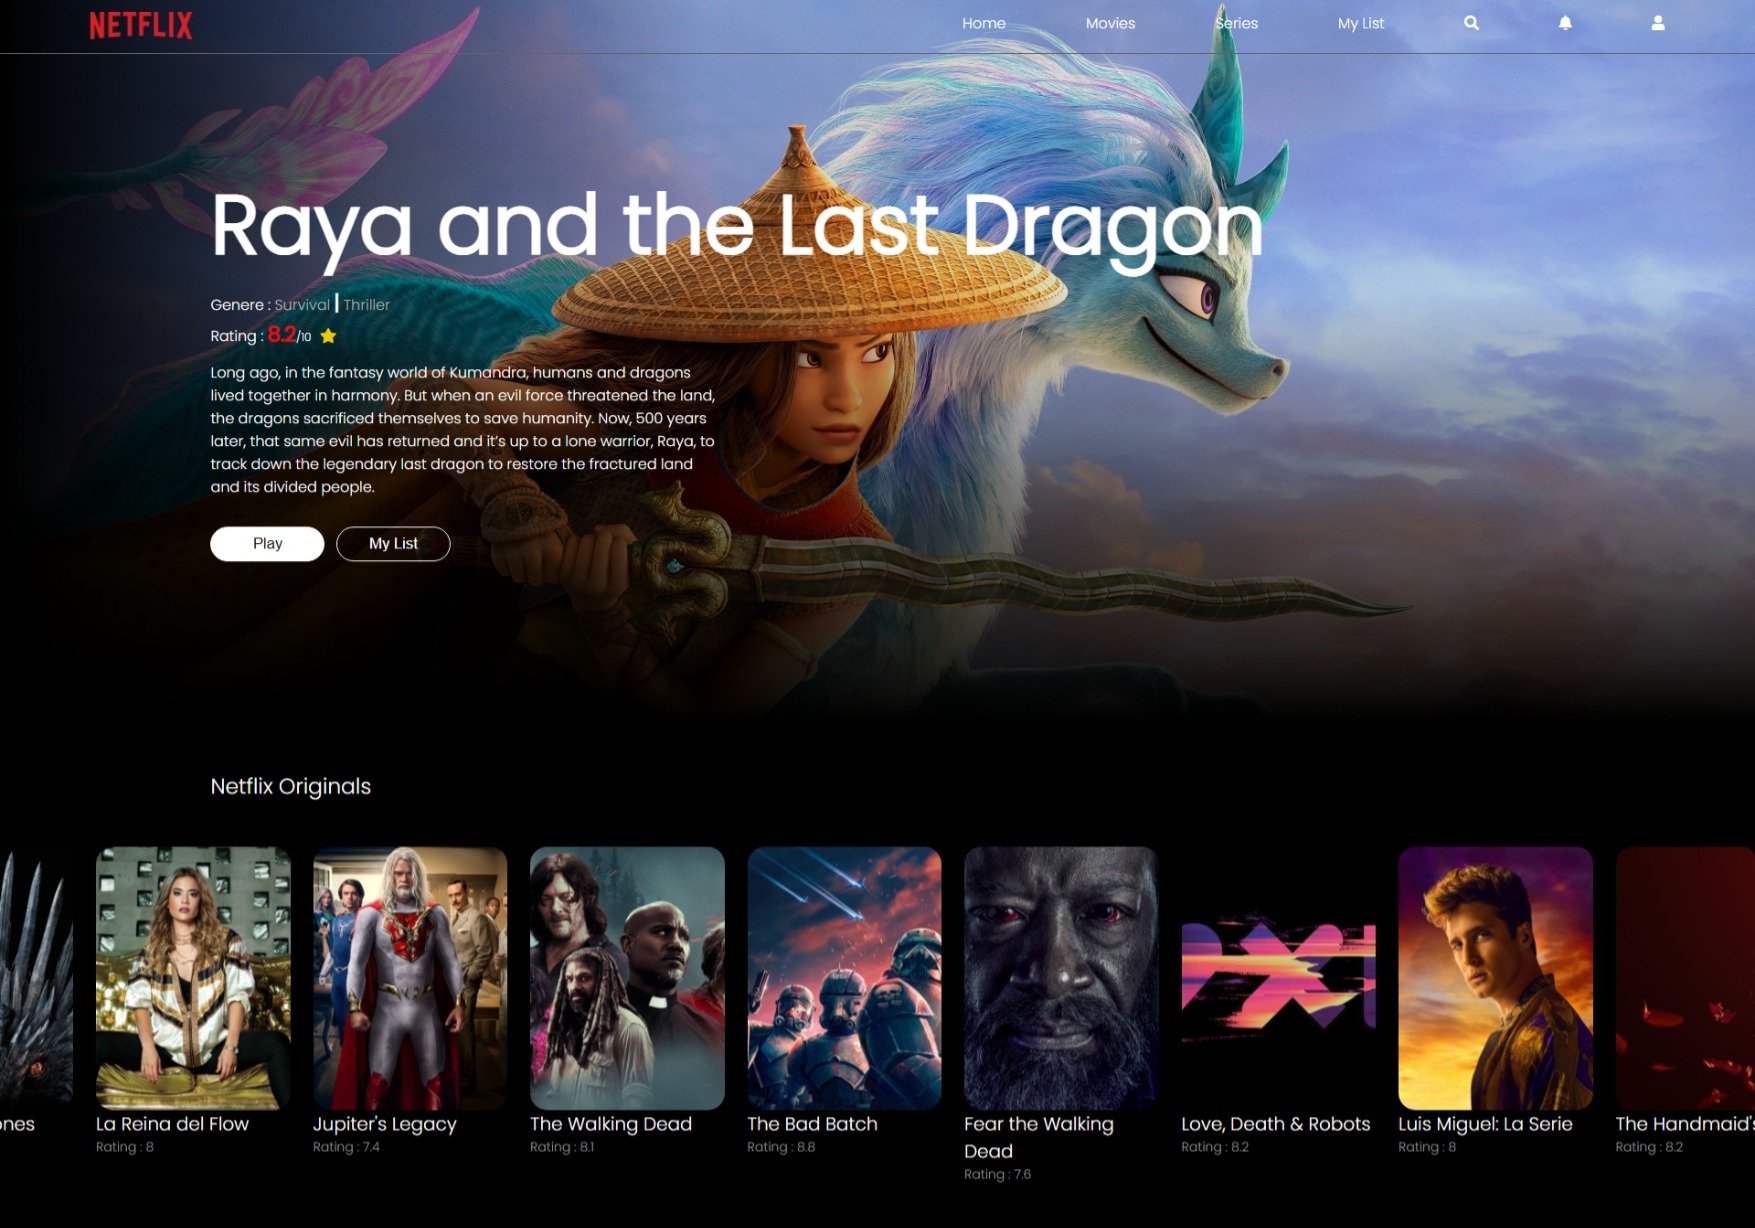 NETFLIX
Home Movies Series My List
Raya and the Last Dragon
Genere : Survival | Thriller
Rating : 8.2/10
Long ago, in the fantasy world of Kumandra, humans and dragons
lived together in harmony. But when an evil force threatened the land,
the dragons sacrificed themselves to save humanity. Now, 500 years
later, that same evil has returned and it's up to a lone warrior, Raya, to
track down the legendary last dragon to restore the fractured land
and its divided people.
Play My List
Netflix Originals
ones
La Reina del Flow
Rating : 8
Jupiter's Legacy
Rating : 7.4
The Walking Dead
Rating : 8.1
The Bad Batch
Rating : 8.8
Fear the Walking
Dead
Rating : 7.6
Love, Death & Robots
Rating : 8.2
Luis Miguel: La Serie
Rating : 8
The Handmaid's
Rating : 8.2